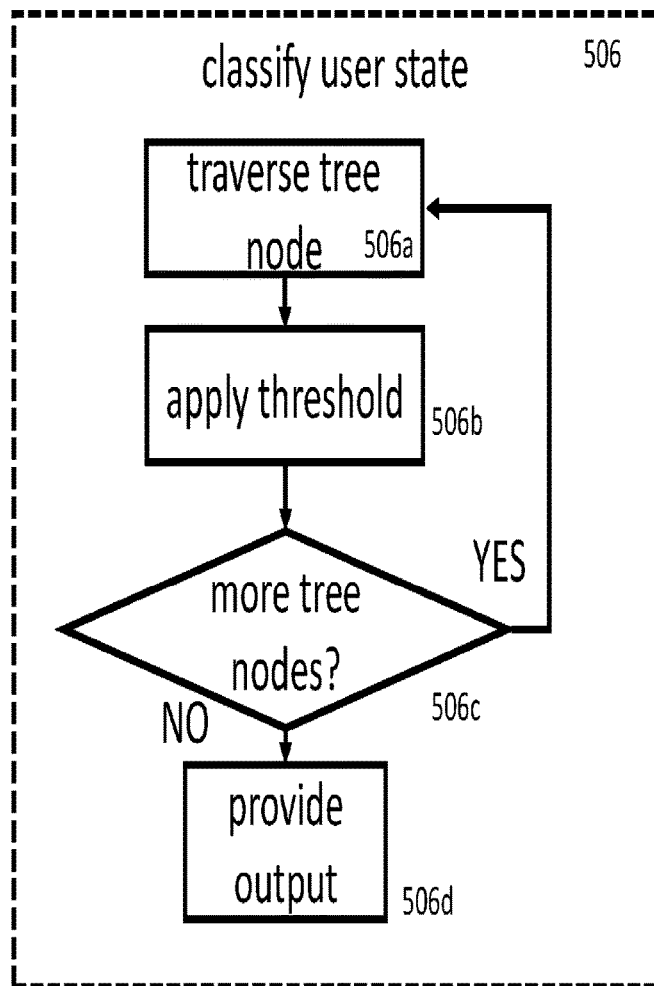 506
classify user state
traverse tree
node
506a
apply threshold
506b
more tree
nodes?
YES
506c
NO
provide
output
506d